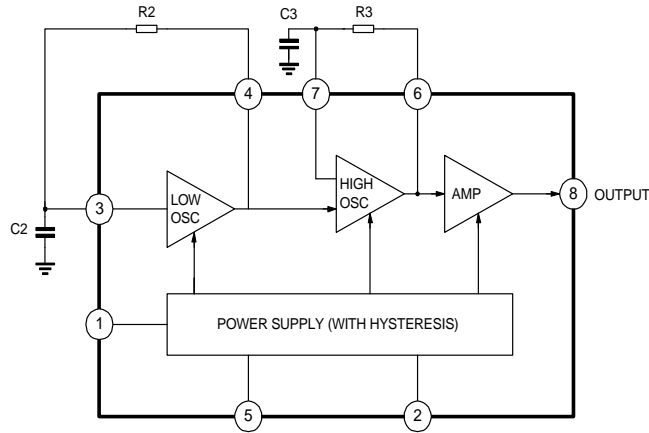 R2
C3
R3
4
7
6
LOW
OSC
HIGH
OSC
AMP
3
8
OUTPUT
C2
1
POWER SUPPLY (WITH HYSTERESIS)
5
2